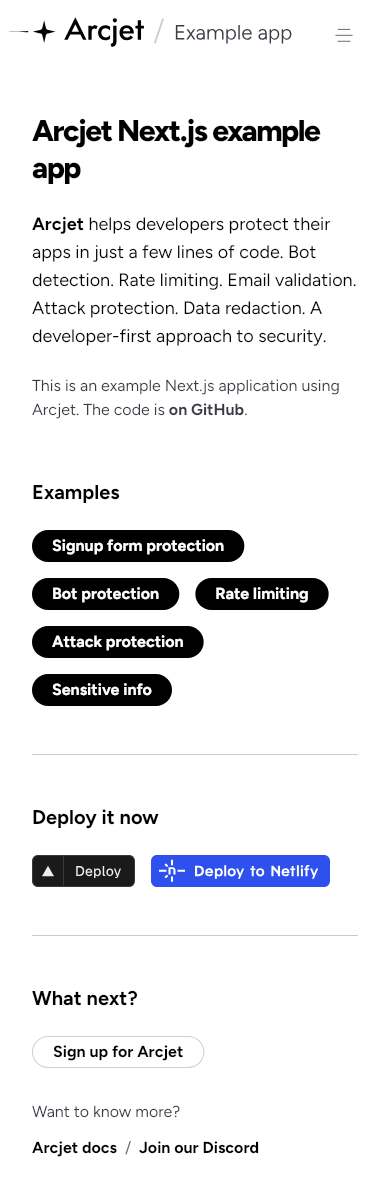 Arcjet / Example app
Arcjet Next.js example
app
Arcjet helps developers protect their
apps in just a few lines of code. Bot
detection. Rate limiting. Email validation.
Attack protection. Data redaction. A
developer-first approach to security.
This is an example Next.js application using
Arcjet. The code is on GitHub.
Examples
Signup form protection
Bot protection Rate limiting
Attack protection
Sensitive info
Deploy it now
Deploy Deploy to Netlify
What next?
Sign up for Arcjet
Want to know more?
Arcjet docs / Join our Discord